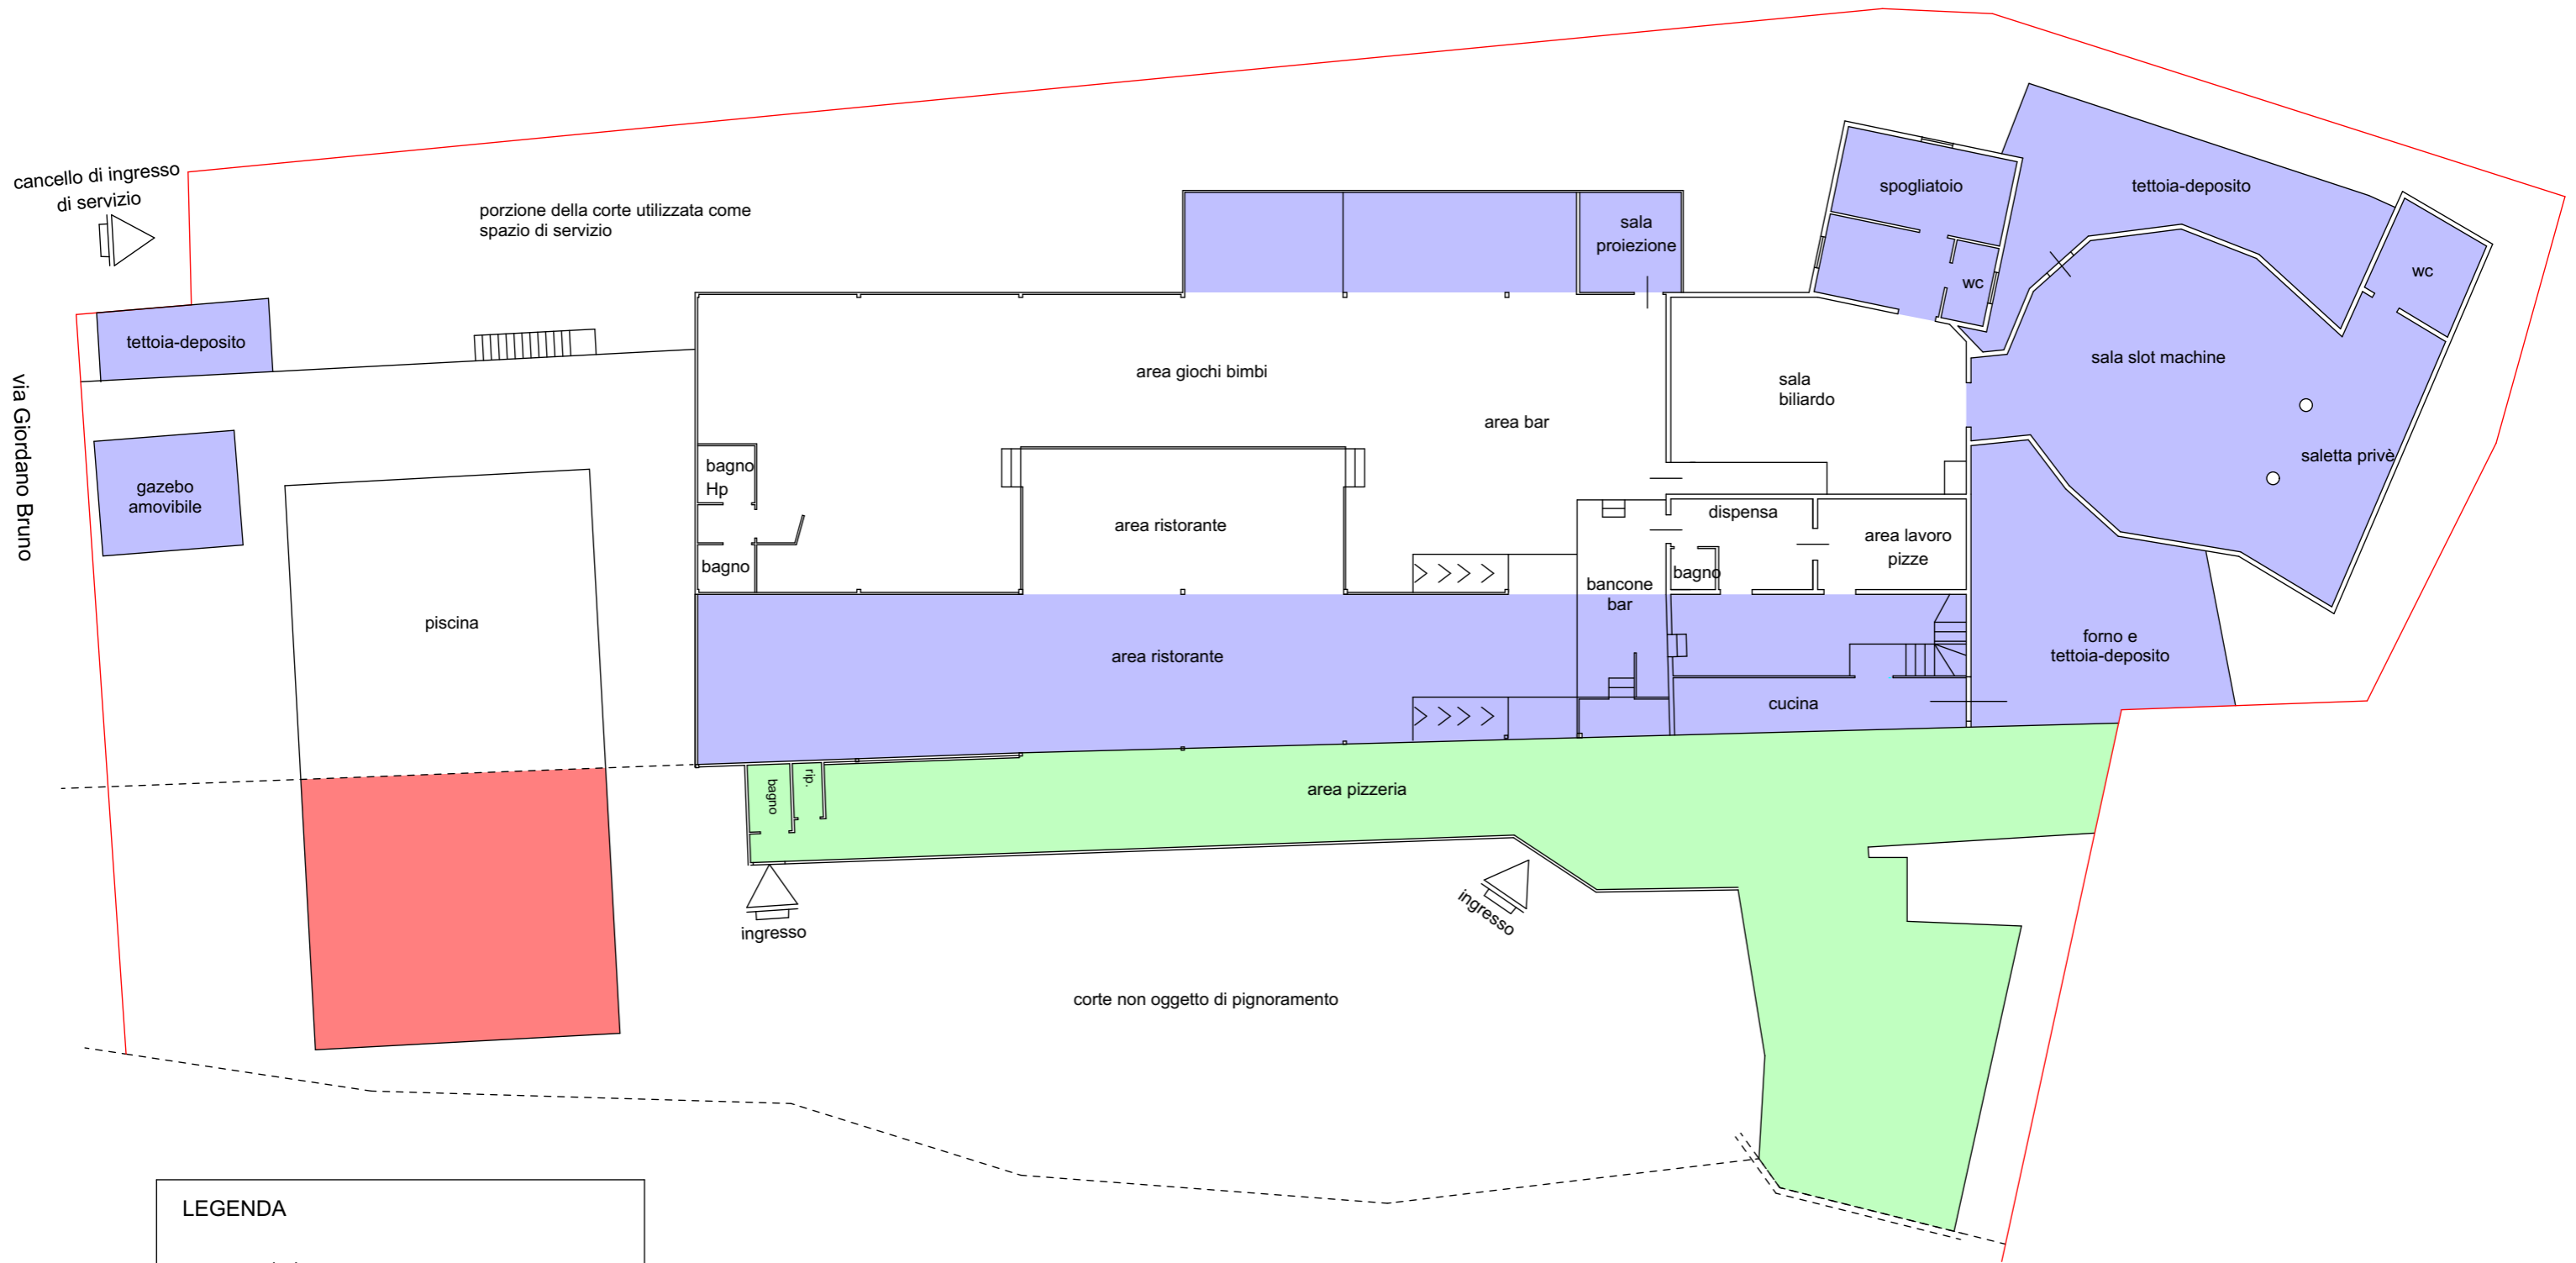 cancello di ingresso
di servizio
porzione della corte utilizzata come
spazio di servizio
spogliatoio
tettoia-deposito
sala
proiezione
wc
wc
tettoia-deposito
area giochi bimbi
sala slot machine
sala
biliardo
area bar
via Giordano Bruno
bagno
Hp
saletta privè
gazebo
amovibile
area ristorante
dispensa
area lavoro
pizze
bagno
bagno
bancone
bar
piscina
area ristorante
forno e
tettoia-deposito
cucina
bagno
rip.
area pizzeria
ingresso
ingresso
corte non oggetto di pignoramento
LEGENDA